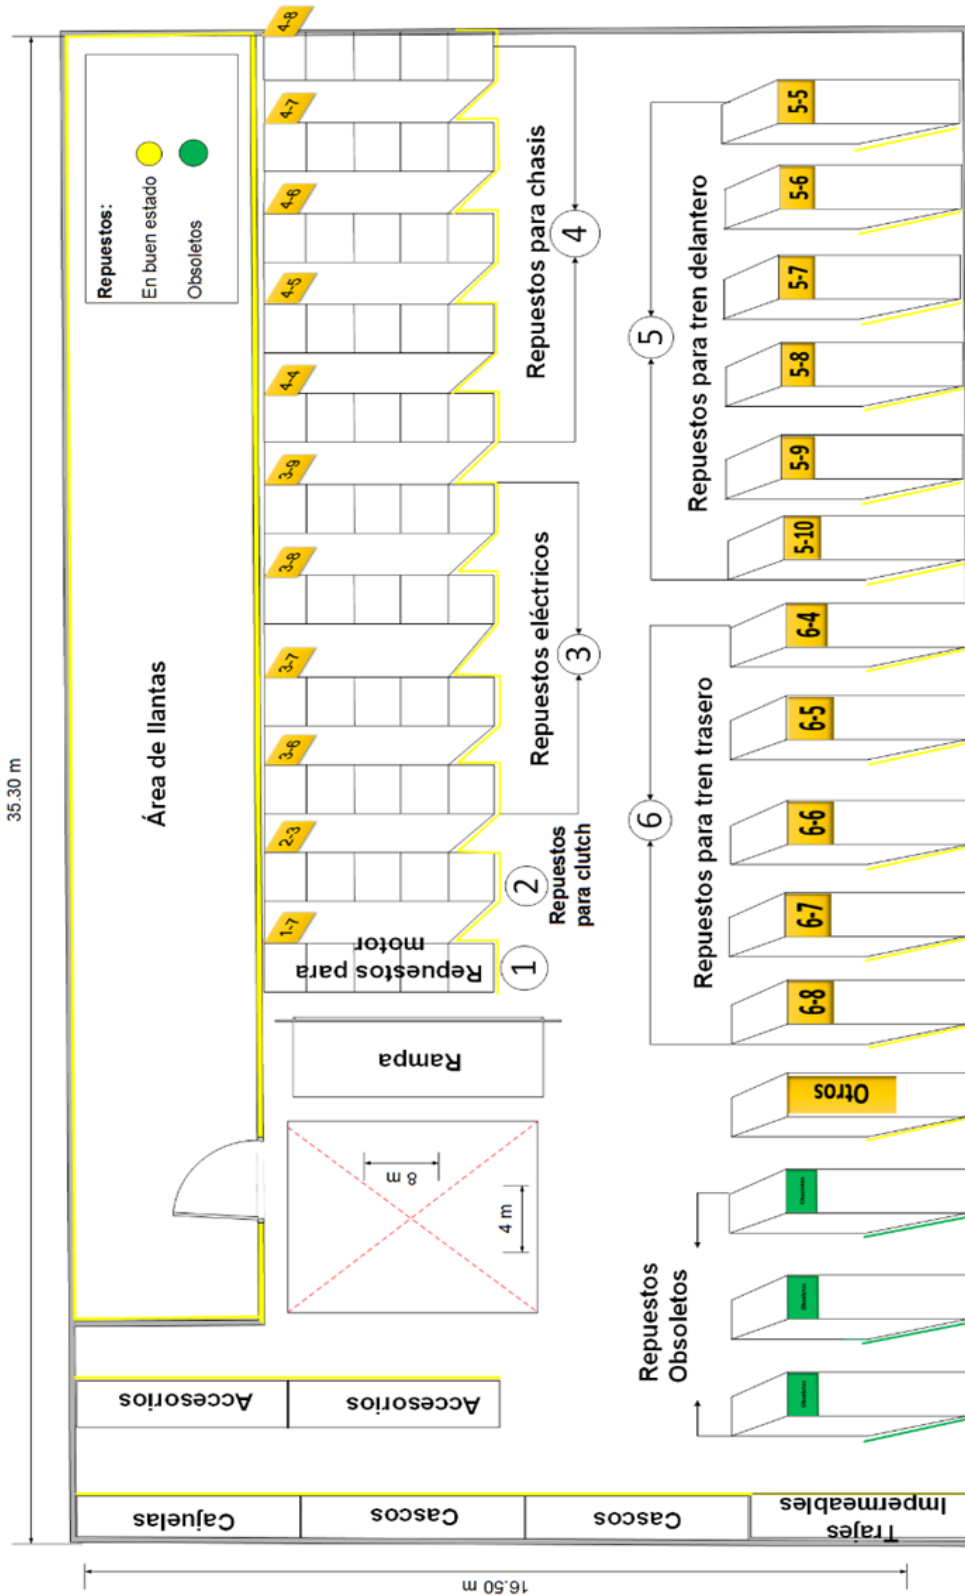 35.30 m
16.50 m
Área de llantas
Repuestos:
En buen estado
Obsoletos
4-8
4-7
4-6
4-5
4-4
3-9
3-8
3-7
3-6
2-3
1-7
Repuestos para chasis
4
Repuestos eléctricos
3
Repuestos
para clutch
2
Repuestos para
motor
1
Rampa
8 m
4 m
Accesorios
Accesorios
Cajuelas
Cascos
Cascos
Trajes
Impermeables
Repuestos para tren delantero
5
5-5
5-6
5-7
5-8
5-9
5-10
Repuestos para tren trasero
6
6-4
6-5
6-6
6-7
6-8
Otros
Repuestos
Obsoletos
Obsoletos
Obsoletos
Obsoletos